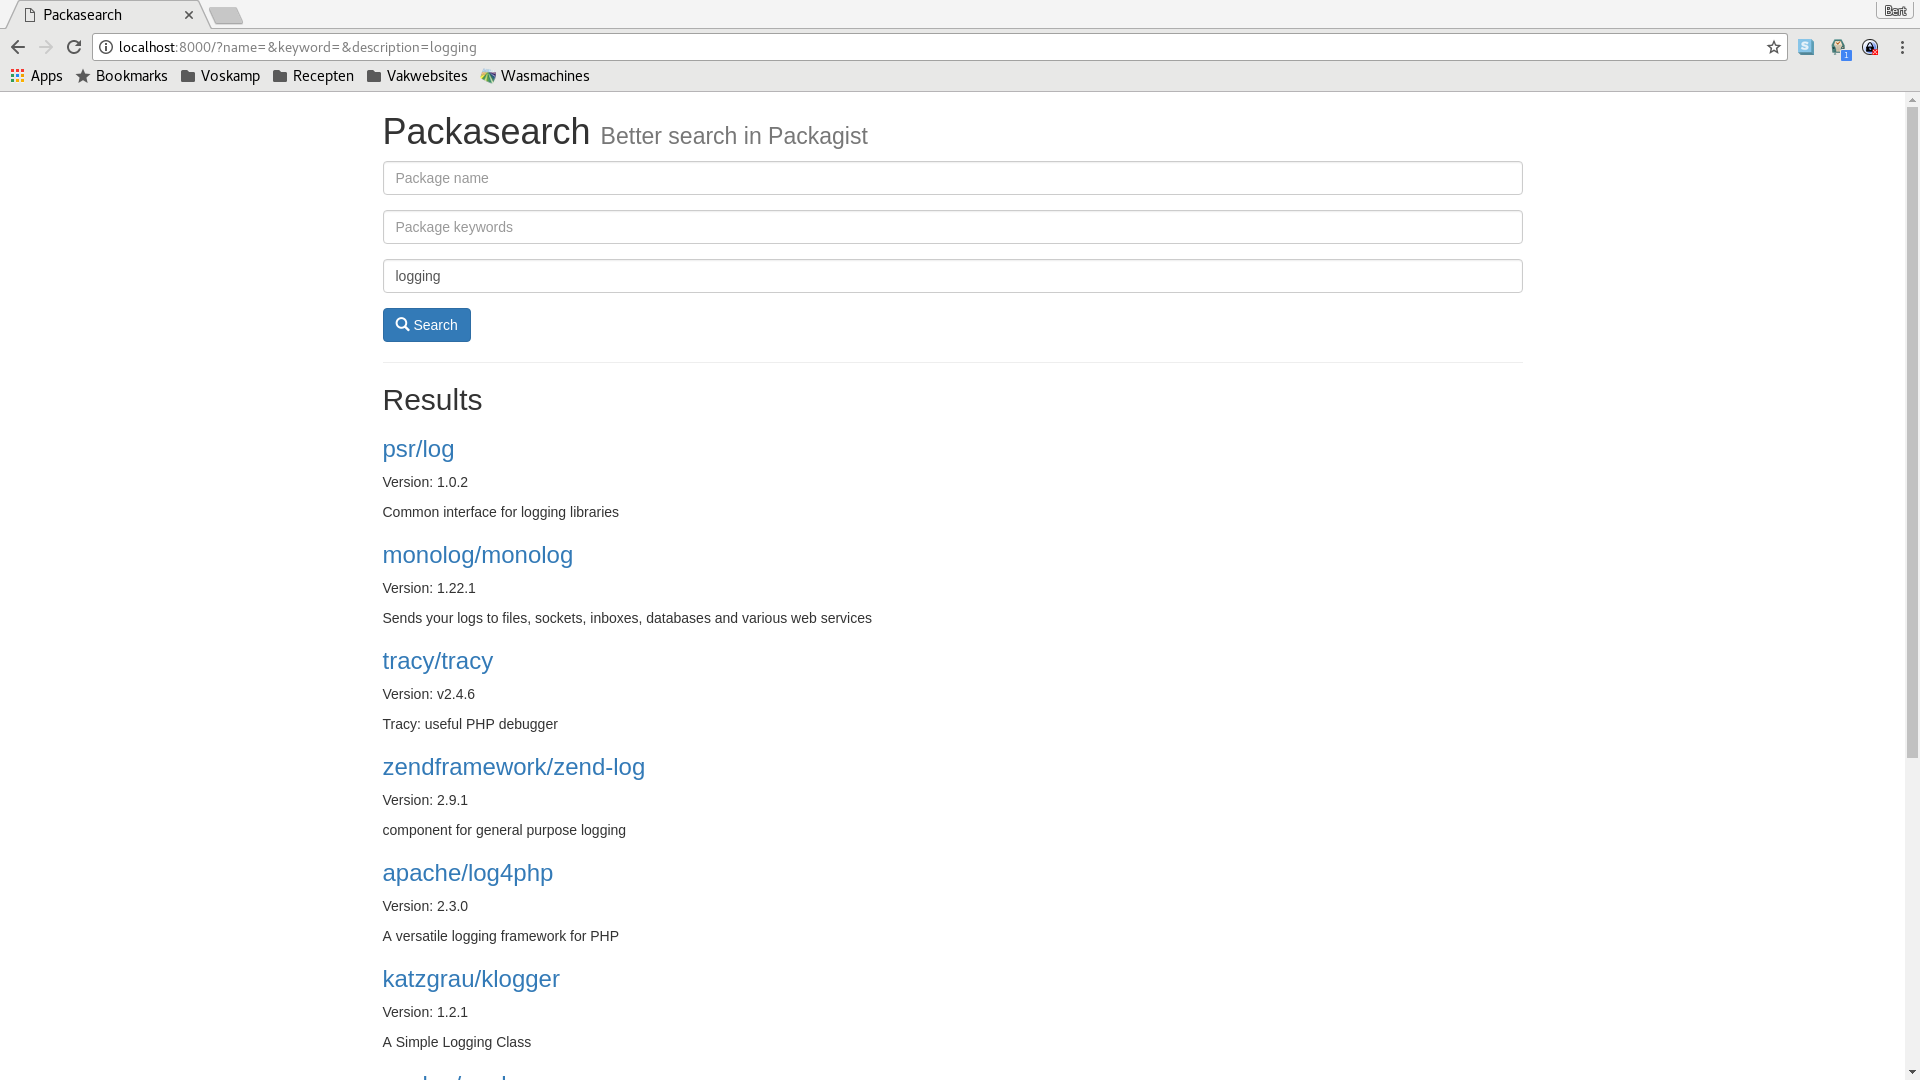 Packasearch
Bert
localhost:8000/?name=&keyword=&description=logging
S
1
Apps Bookmarks Voskamp Recepten Vakwebsites Wasmachines
Packasearch Better search in Packagist
Package name
Package keywords
logging
Search
Results
psr/log
Version: 1.0.2
Common interface for logging libraries
monolog/monolog
Version: 1.22.1
Sends your logs to files, sockets, inboxes, databases and various web services
tracy/tracy
Version: v2.4.6
Tracy: useful PHP debugger
zendframework/zend-log
Version: 2.9.1
component for general purpose logging
apache/log4php
Version: 2.3.0
A versatile logging framework for PHP
katzgrau/klogger
Version: 1.2.1
A Simple Logging Class